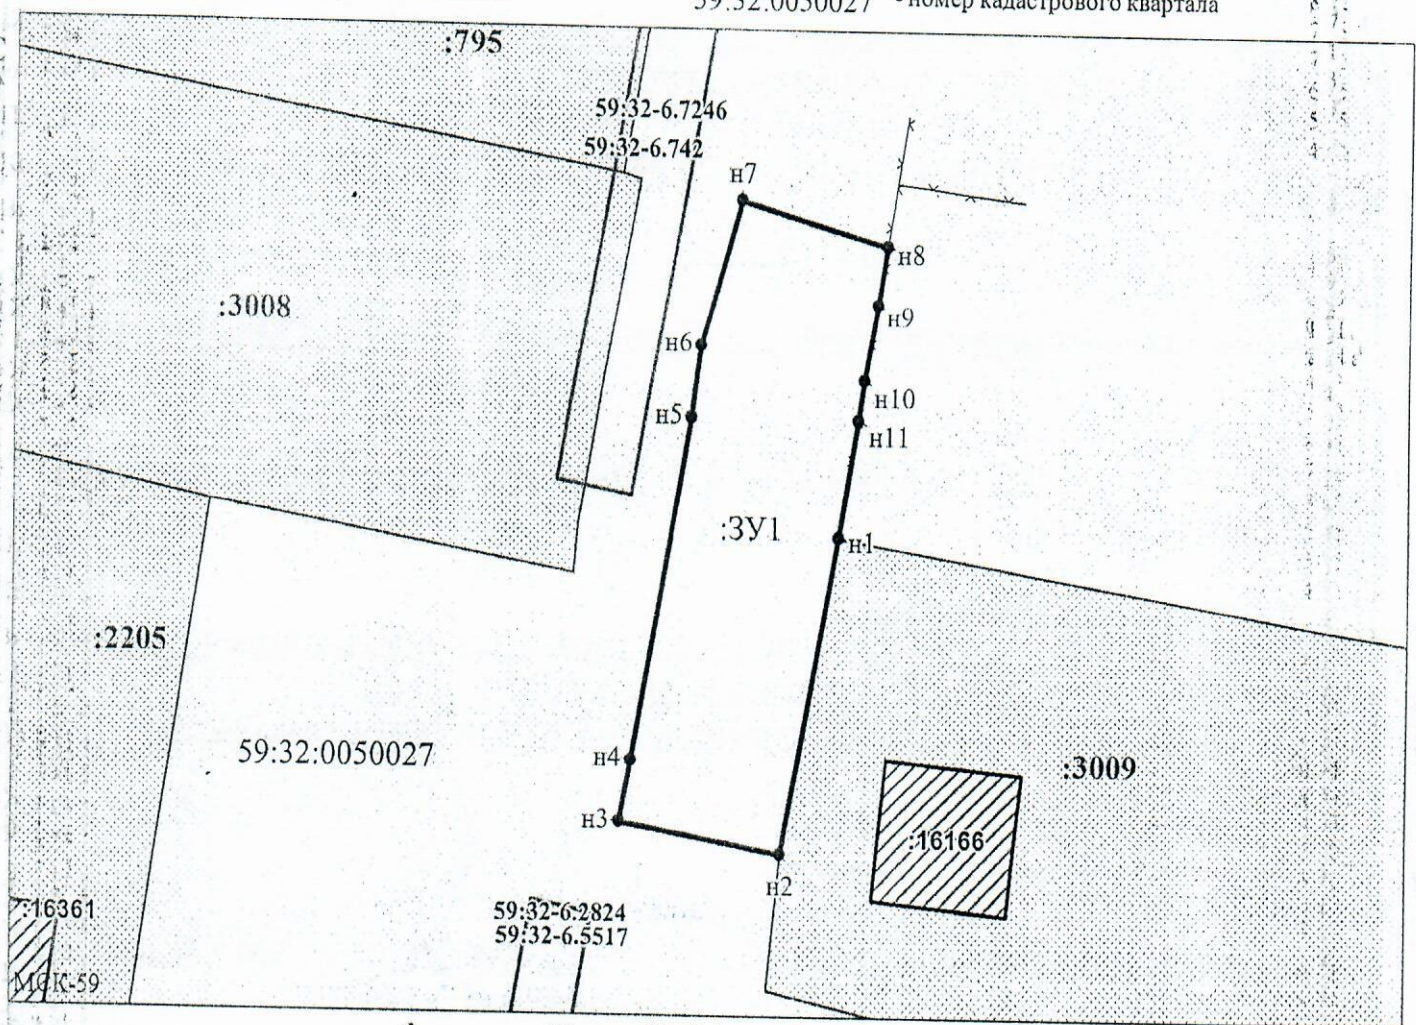 59:32:0050027 - номер кадастрового квартала
:795
59:32-6.7246
59:32-6.742
н7
н8
:3008
н9
н6
н10
н5
н11
:ЗУ1
н1
:2205
59:32:0050027
н4
:3009
н3
:16166
н2
:16361
59:32-6.2824
59:32-6.5517
МСК-59